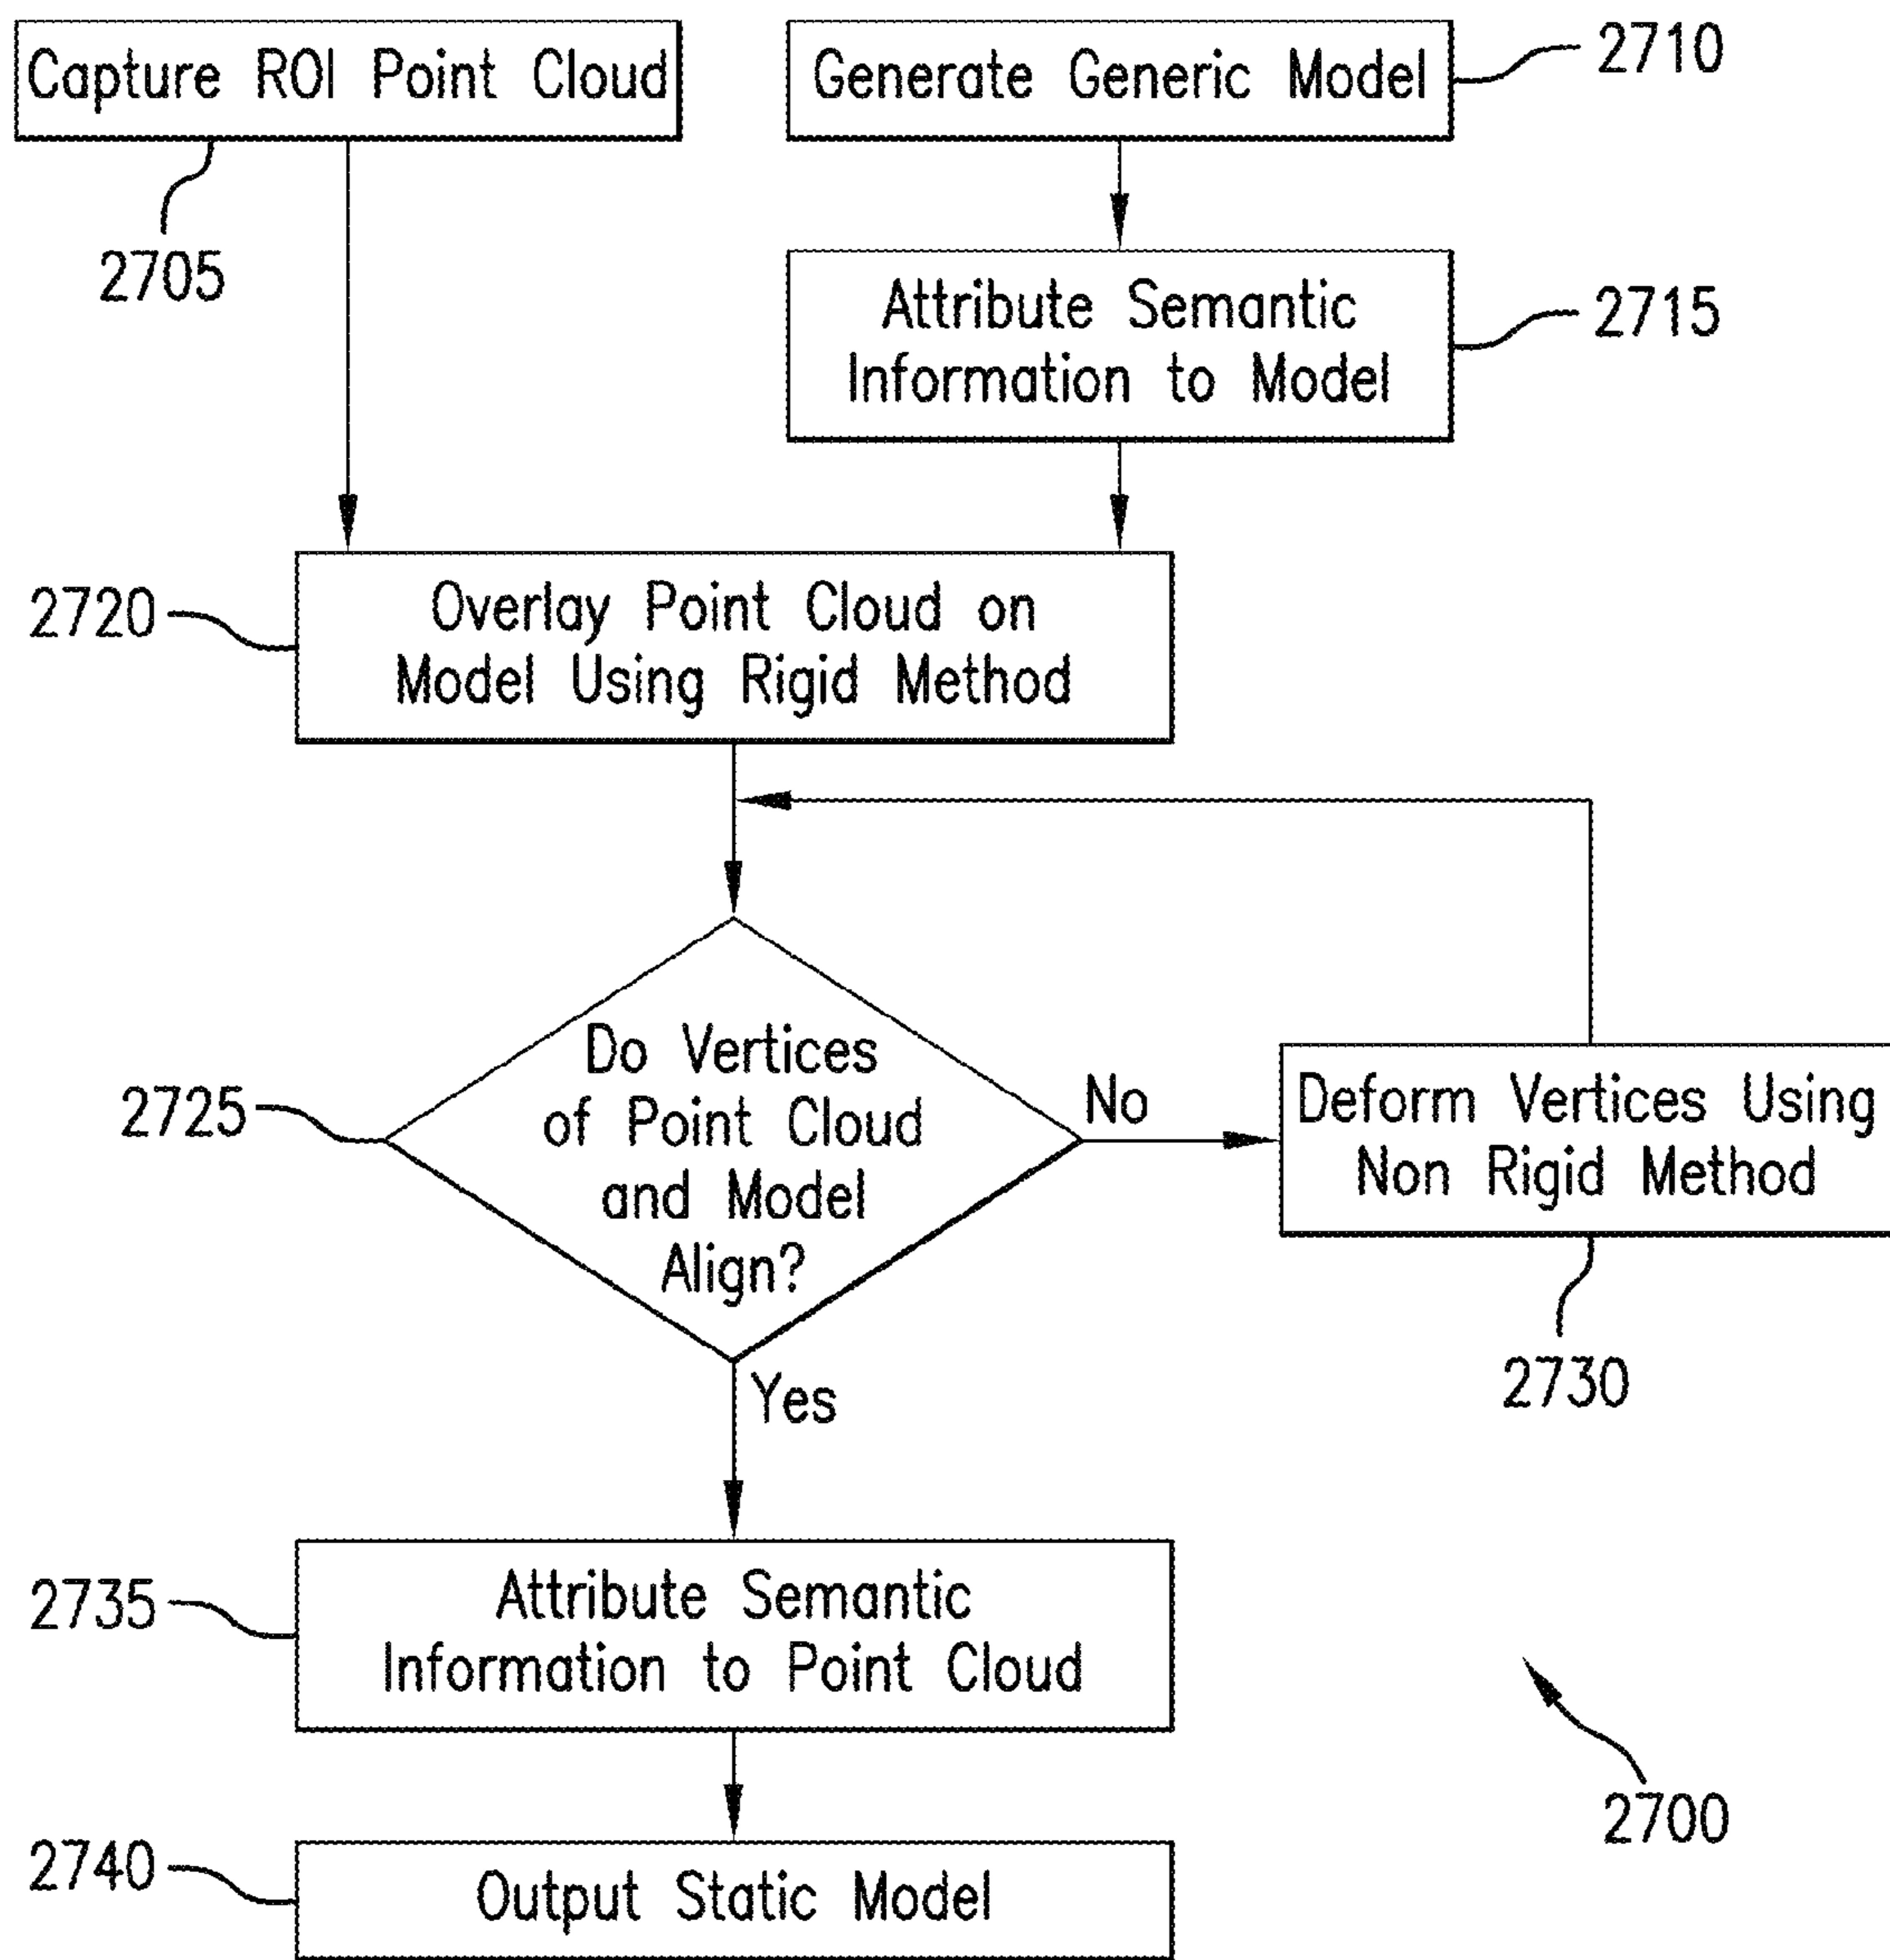 Capture ROI Point Cloud
2705
Generate Generic Model
2710
Attribute Semantic
Information to Model
2715
2720
Overlay Point Cloud on
Model Using Rigid Method
2725
Do Vertices
of Point Cloud
and Model
Align?
No
Deform Vertices Using
Non Rigid Method
2730
Yes
2735
Attribute Semantic
Information to Point Cloud
2740
Output Static Model
2700